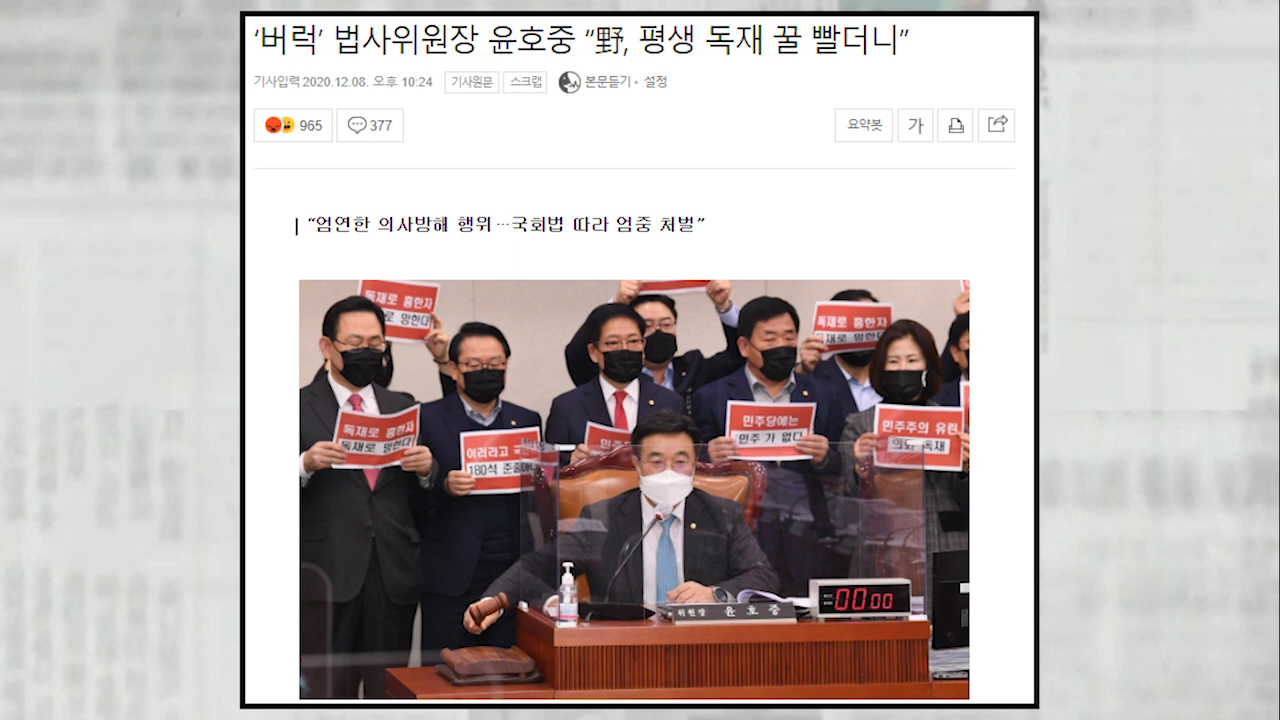 ‘버럭’ 법사위원장 윤호중 “野, 평생 독재 꿀 빨더니”
기사입력 2020.12.08. 오후 10:24 기사원문 스크랩 본문듣기 · 설정
965 377 요약봇 가
“엄연한 의사방해 행위…국회법 따라 엄중 처벌”
독재로 흥한자
로 망한다
독재로 흥한자
독재로 망한다
독재로 흥한자
독재로 망한다
이러라고
180석 준
민주당에는
민주 가 없다
민주주의 유린
의회 독재
위원장 윤호중
00 00